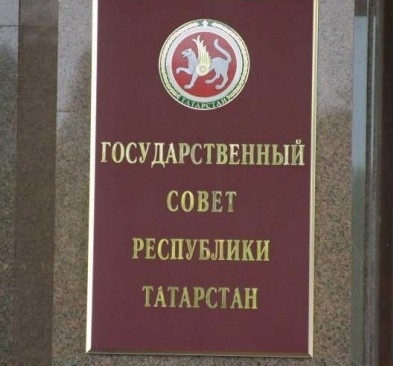 ТАТАРСТАН
ГОСУДАРСТВЕННЫЙ
СОВЕТ
РЕСПУБЛИКИ
ТАТАРСТАН